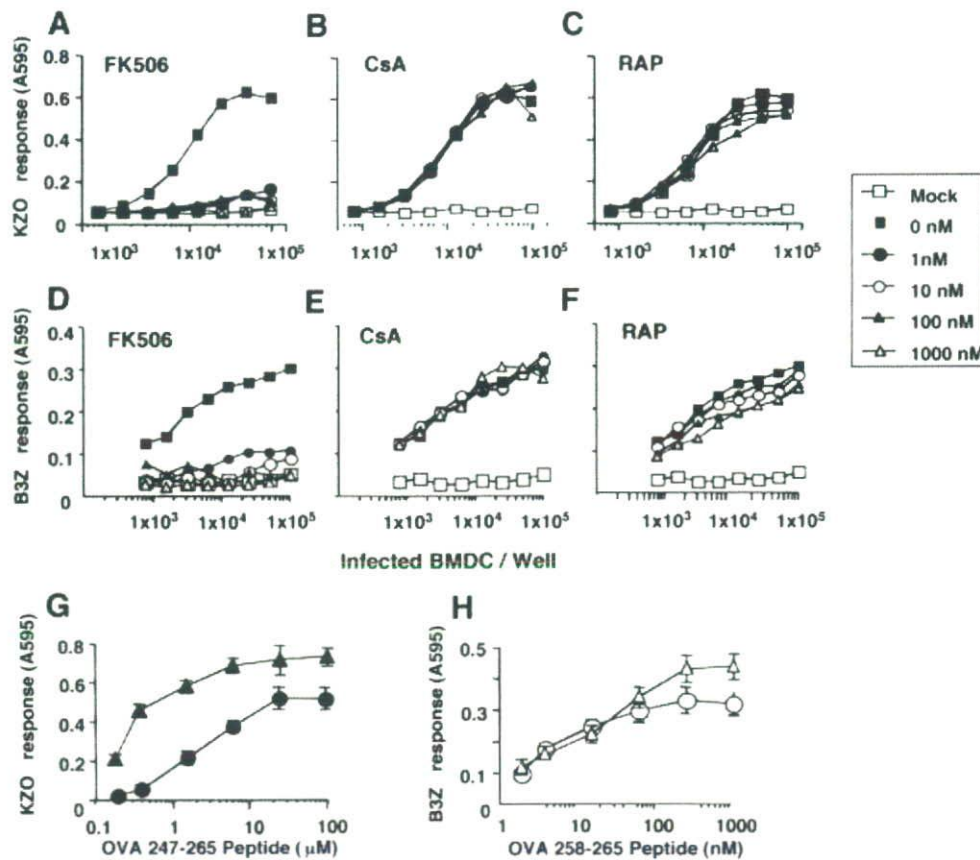 A
B
C
FK506
CsA
RAP
KZO response (A595)
0.8
0.6
0.4
0.2
0
1x10³ 1x10⁴ 1x10⁵
1x10³ 1x10⁴ 1x10⁵
1x10³ 1x10⁴ 1x10⁵
Mock
0 nM
1nM
10 nM
100 nM
1000 nM
D
E
F
FK506
CsA
RAP
B3Z response (A595)
0.4
0.3
0.2
0.1
0
1x10³ 1x10⁴ 1x10⁵
1x10³ 1x10⁴ 1x10⁵
1x10³ 1x10⁴ 1x10⁵
Infected BMDC / Well
G
KZO response (A595)
0.8
0.6
0.4
0.2
0
0.1 1 10 100
OVA 247-265 Peptide (μM)
H
B3Z response (A595)
0.5
0.3
0.1
0
1 10 100 1000
OVA 258-265 Peptide (nM)